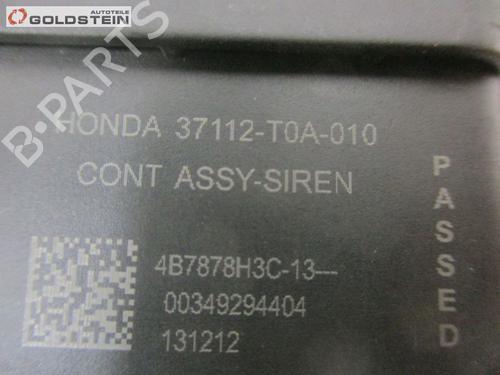 AUTOTEILE
GOLDSTEIN
B-PARTS
HONDA 37112-T0A-010
CONT ASSY-SIREN
PASSED
4B7878H3C-13---
00349294404
131212